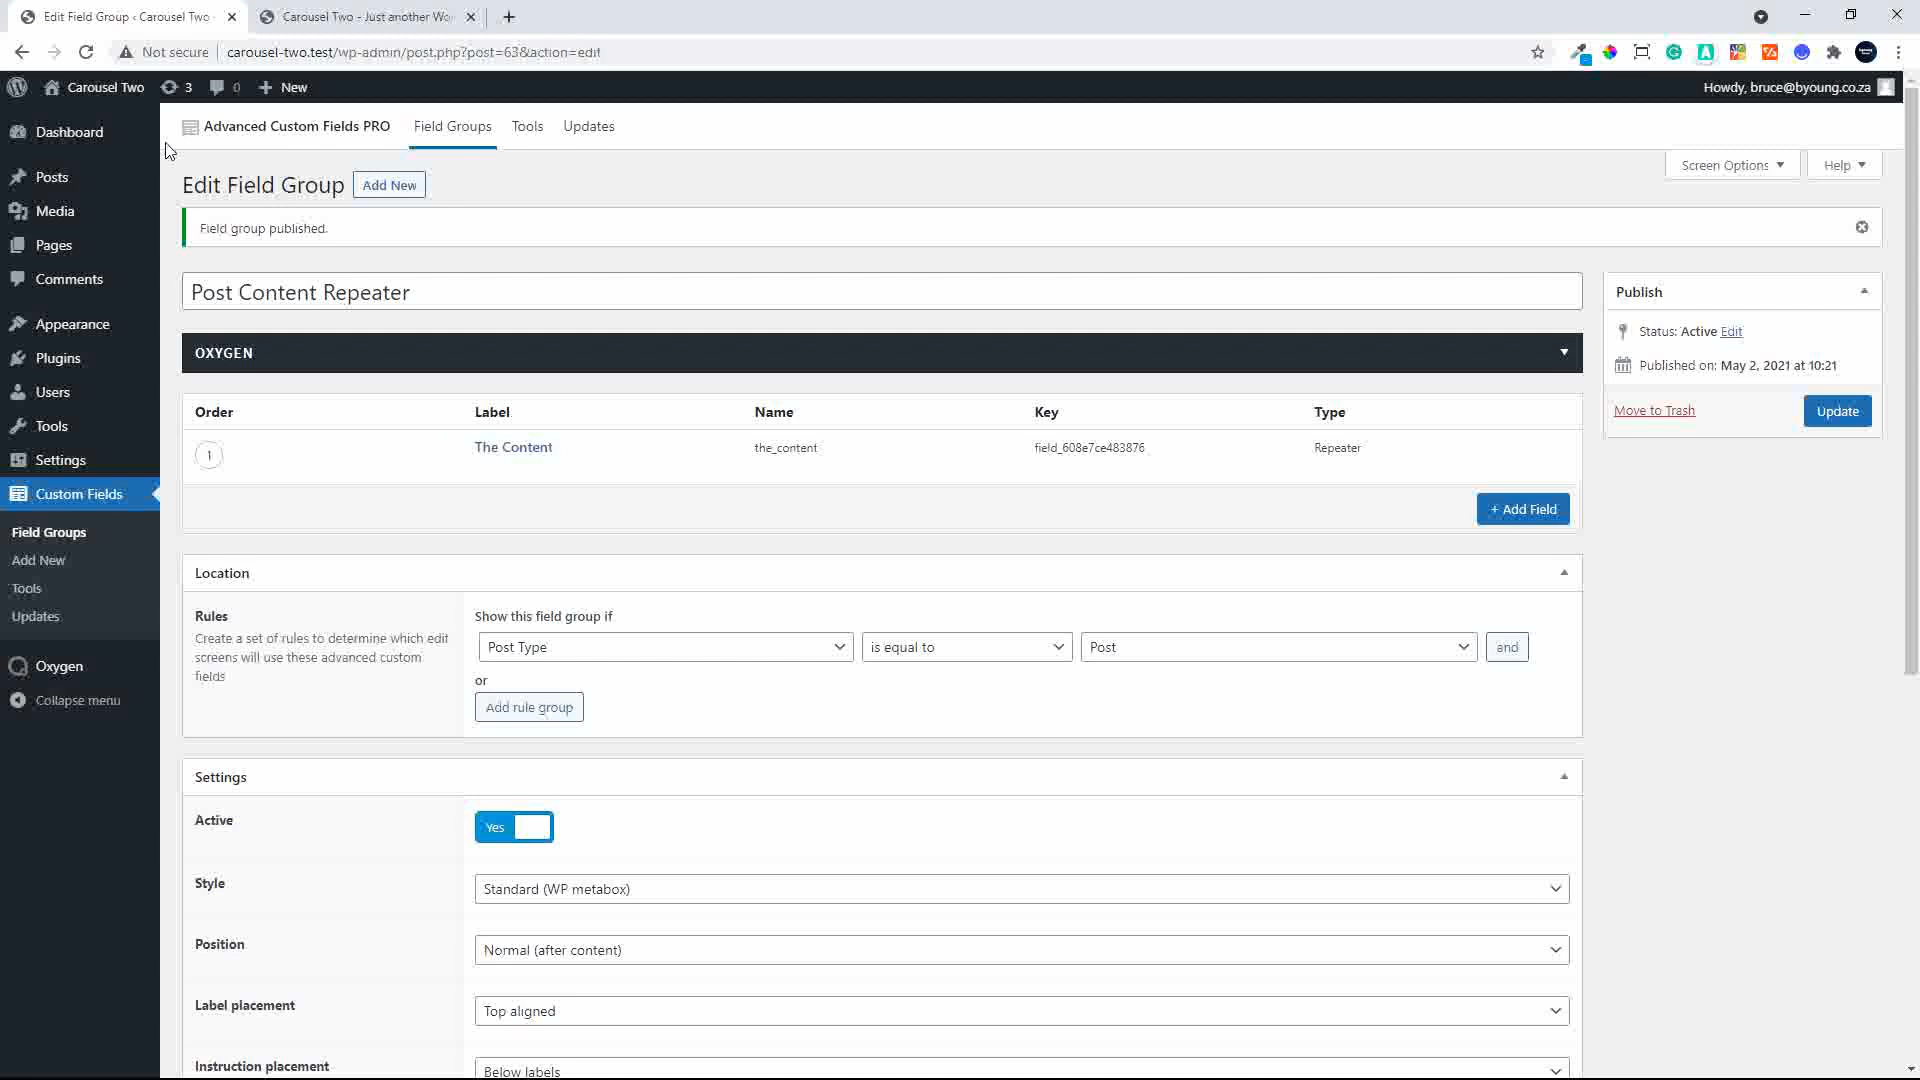 Edit Field Group ‹ Carousel Two
Carousel Two – Just another Wo
Not secure
carousel-two.test/wp-admin/post.php?post=63&action=edit
Carousel Two
3
0
New
Howdy, bruce@byoung.co.za
Dashboard
Posts
Media
Pages
Comments
Appearance
Plugins
Users
Tools
Settings
Custom Fields
Field Groups
Add New
Tools
Updates
Oxygen
Collapse menu
Advanced Custom Fields PRO
Field Groups
Tools
Updates
Screen Options
Help
Edit Field Group
Add New
Field group published.
Post Content Repeater
OXYGEN
Order Label Name Key Type
1 The Content the_content field_608e7ce483876 Repeater
+ Add Field
Location
Rules
Create a set of rules to determine which edit
screens will use these advanced custom
fields
Show this field group if
Post Type is equal to Post and
or
Add rule group
Settings
Active
Yes
Style
Standard (WP metabox)
Position
Normal (after content)
Label placement
Top aligned
Instruction placement
Below labels
Publish
Status: Active Edit
Published on: May 2, 2021 at 10:21
Move to Trash
Update